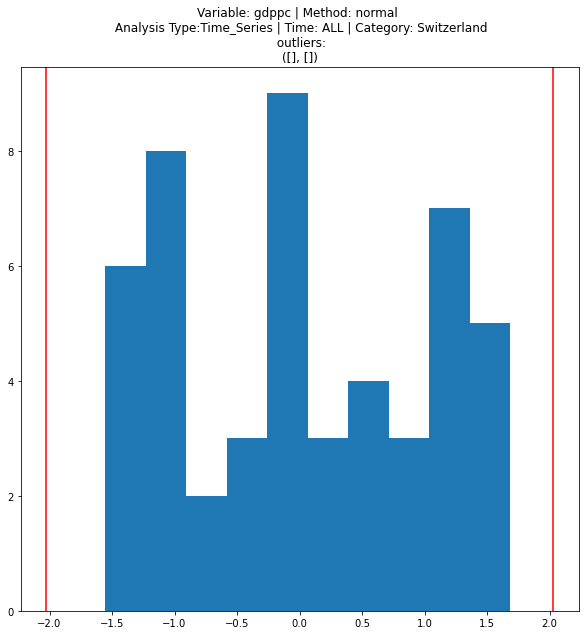 Variable: gdppc | Method: normal
Analysis Type:Time_Series | Time: ALL | Category: Switzerland
outliers:
([], [])
8
6
4
2
0
−2.0 −1.5 −1.0 −0.5 0.0 0.5 1.0 1.5 2.0